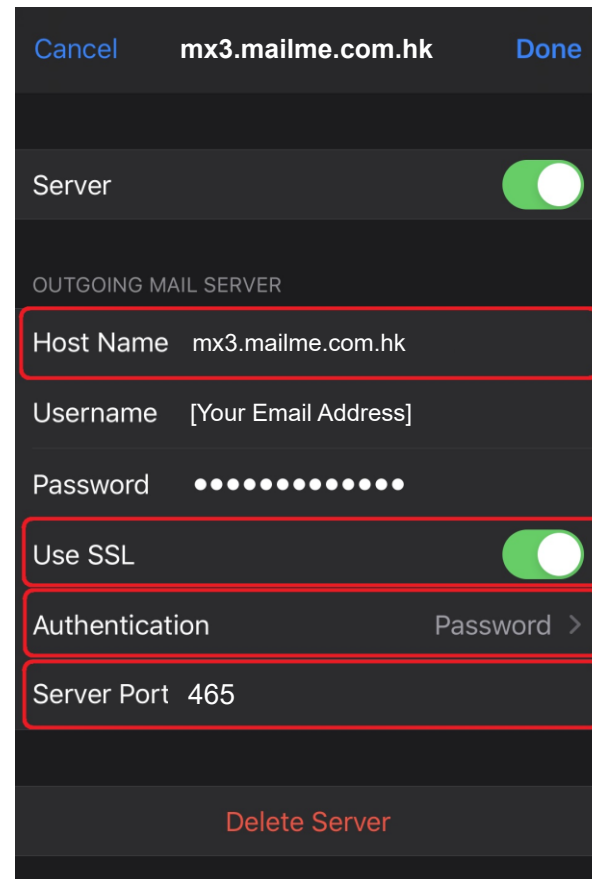 Cancel mx3.mailme.com.hk Done
Server
OUTGOING MAIL SERVER
Host Name mx3.mailme.com.hk
Username [Your Email Address]
Password ●●●●●●●●●●●●●
Use SSL
Authentication Password >
Server Port 465
Delete Server